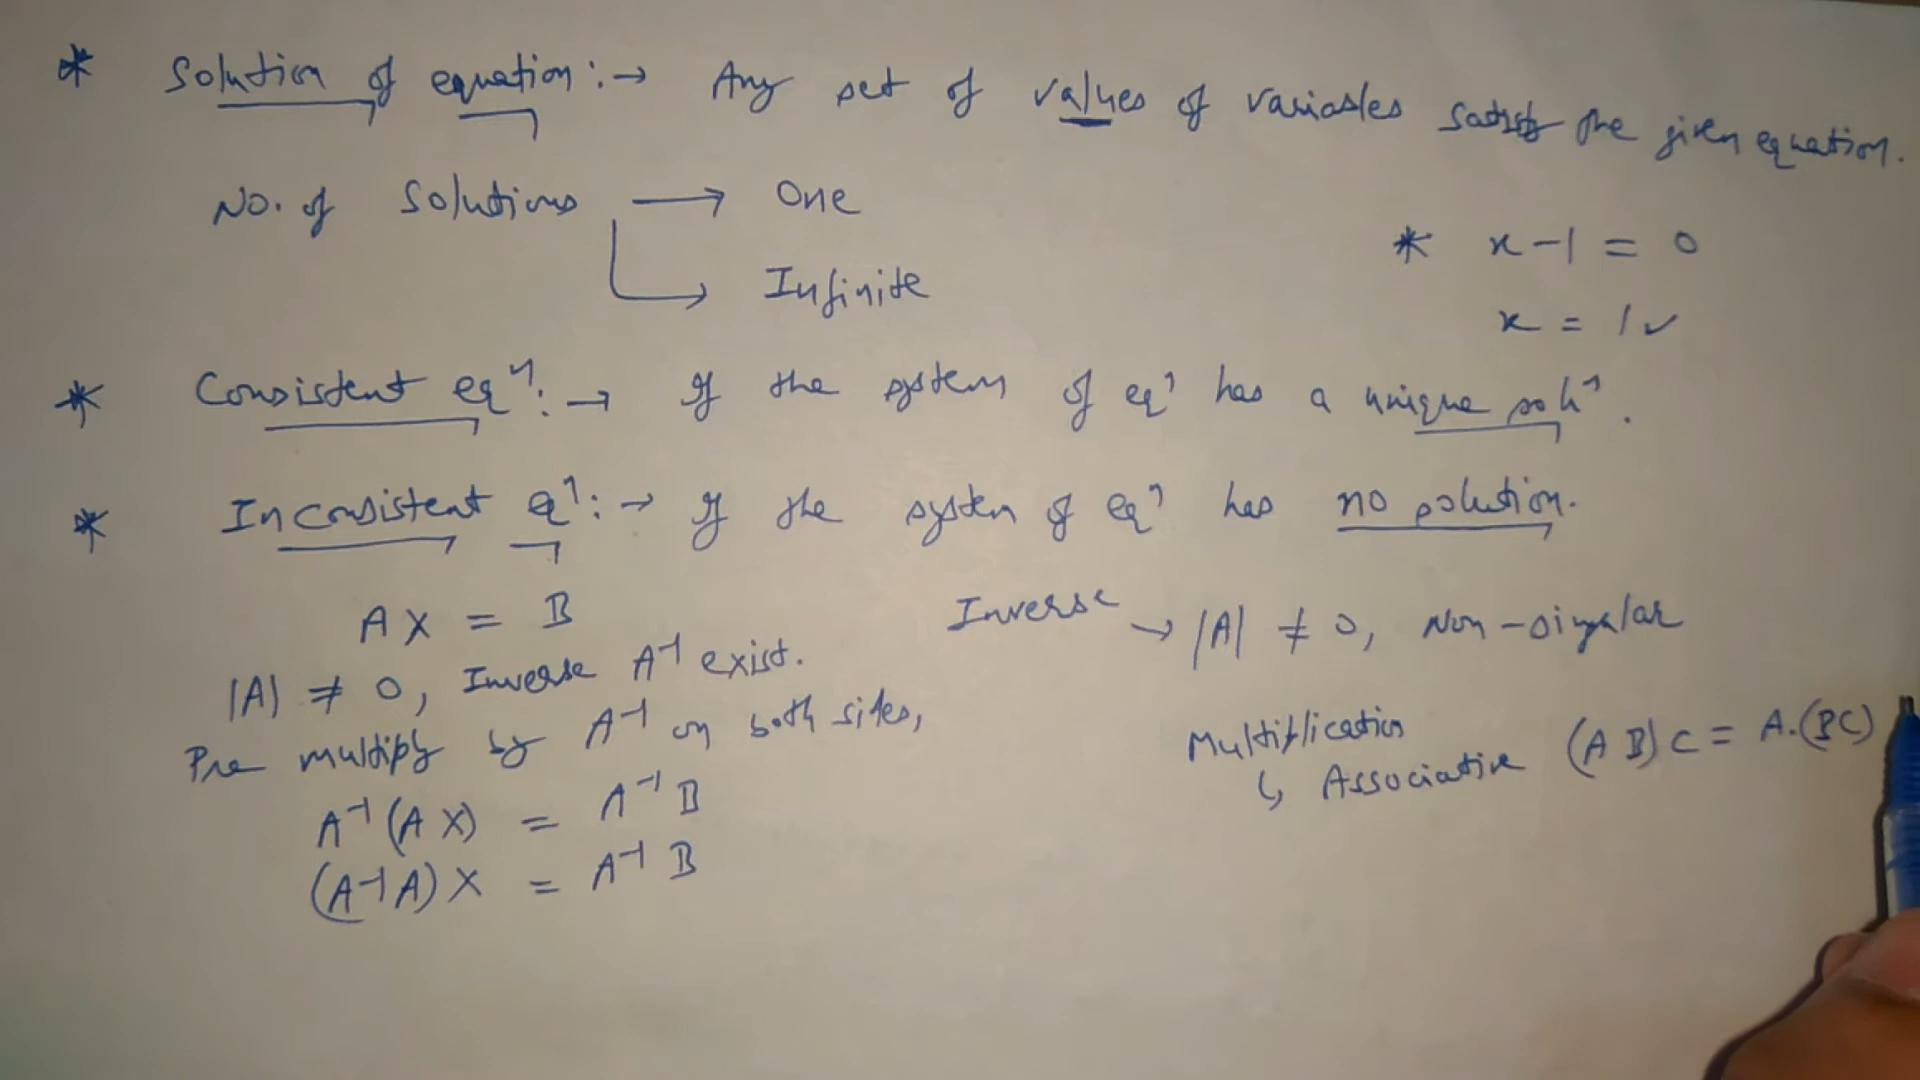 * Solution of equation :→ Any set of values of variables satisfy the given equation.
No. of Solutions → One
→ Infinite
* x - 1 = 0
x = 1 ✓
* Consistent eqⁿ: → If the system of eqⁿ has a unique solⁿ.
* Inconsistent eqⁿ: → If the system of eqⁿ has no solution.
AX = B
|A| ≠ 0, Inverse A⁻¹ exist.
Pre multiply by A⁻¹ on both sides,
A⁻¹(AX) = A⁻¹B
(A⁻¹A)X = A⁻¹B
Inverse → |A| ≠ 0, Non-singular
Multiplication
↳ Associative (AB)C = A.(BC)